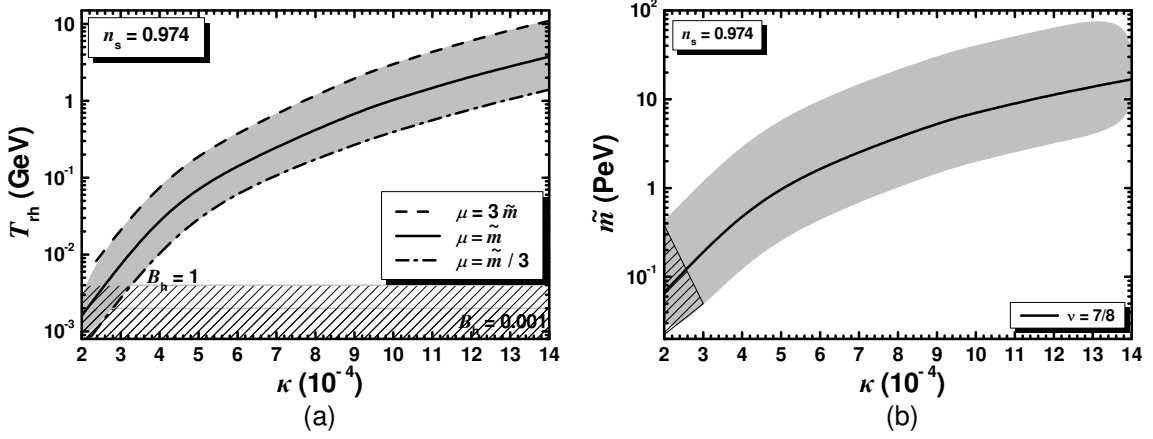 10
1
10⁻¹
10⁻²
10⁻³
T_rh (GeV)
n_s = 0.974
μ = 3 m̃
μ = m̃
μ = m̃ / 3
B_h = 1
B_h = 0.001
2 3 4 5 6 7 8 9 10 11 12 13 14
κ (10⁻⁴)
(a)
10²
10
1
10⁻¹
m̃ (PeV)
n_s = 0.974
ν = 7/8
2 3 4 5 6 7 8 9 10 11 12 13 14
κ (10⁻⁴)
(b)